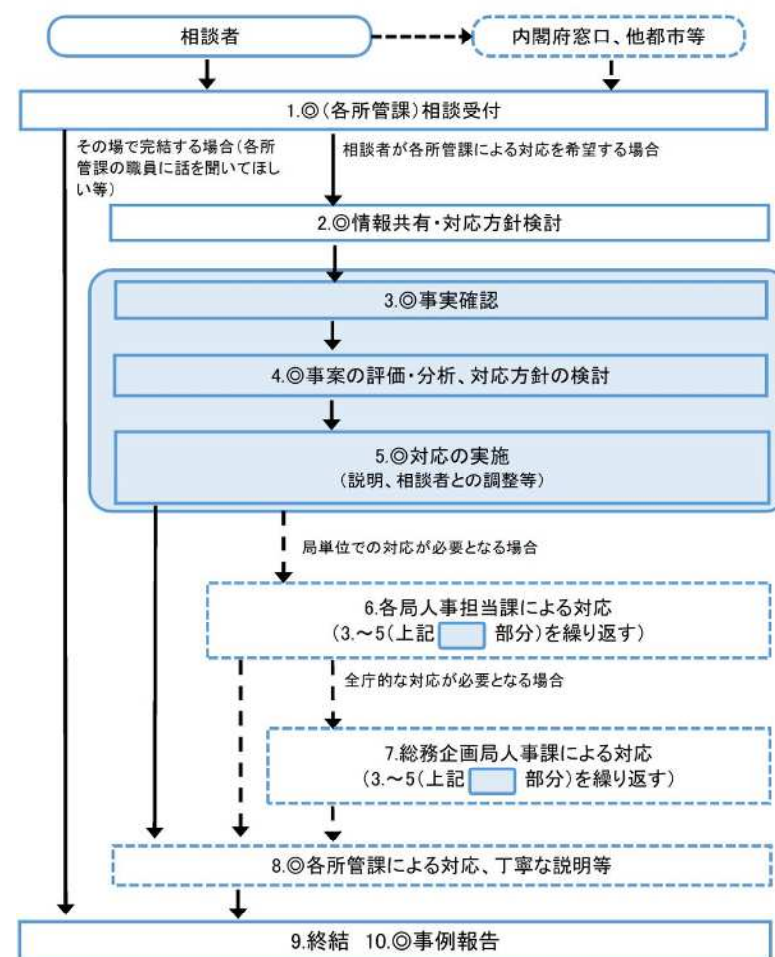 相談者
内閣府窓口、他都市等
1.◎(各所管課)相談受付
その場で完結する場合(各所
管課の職員に話を聞いてほし
い等)
相談者が各所管課による対応を希望する場合
2.◎情報共有・対応方針検討
3.◎事実確認
4.◎事案の評価・分析、対応方針の検討
5.◎対応の実施
(説明、相談者との調整等)
局単位での対応が必要となる場合
6.各局人事担当課による対応
(3.~5(上記 部分)を繰り返す)
全庁的な対応が必要となる場合
7.総務企画局人事課による対応
(3.~5(上記 部分)を繰り返す)
8.◎各所管課による対応、丁寧な説明等
9.終結 10.◎事例報告